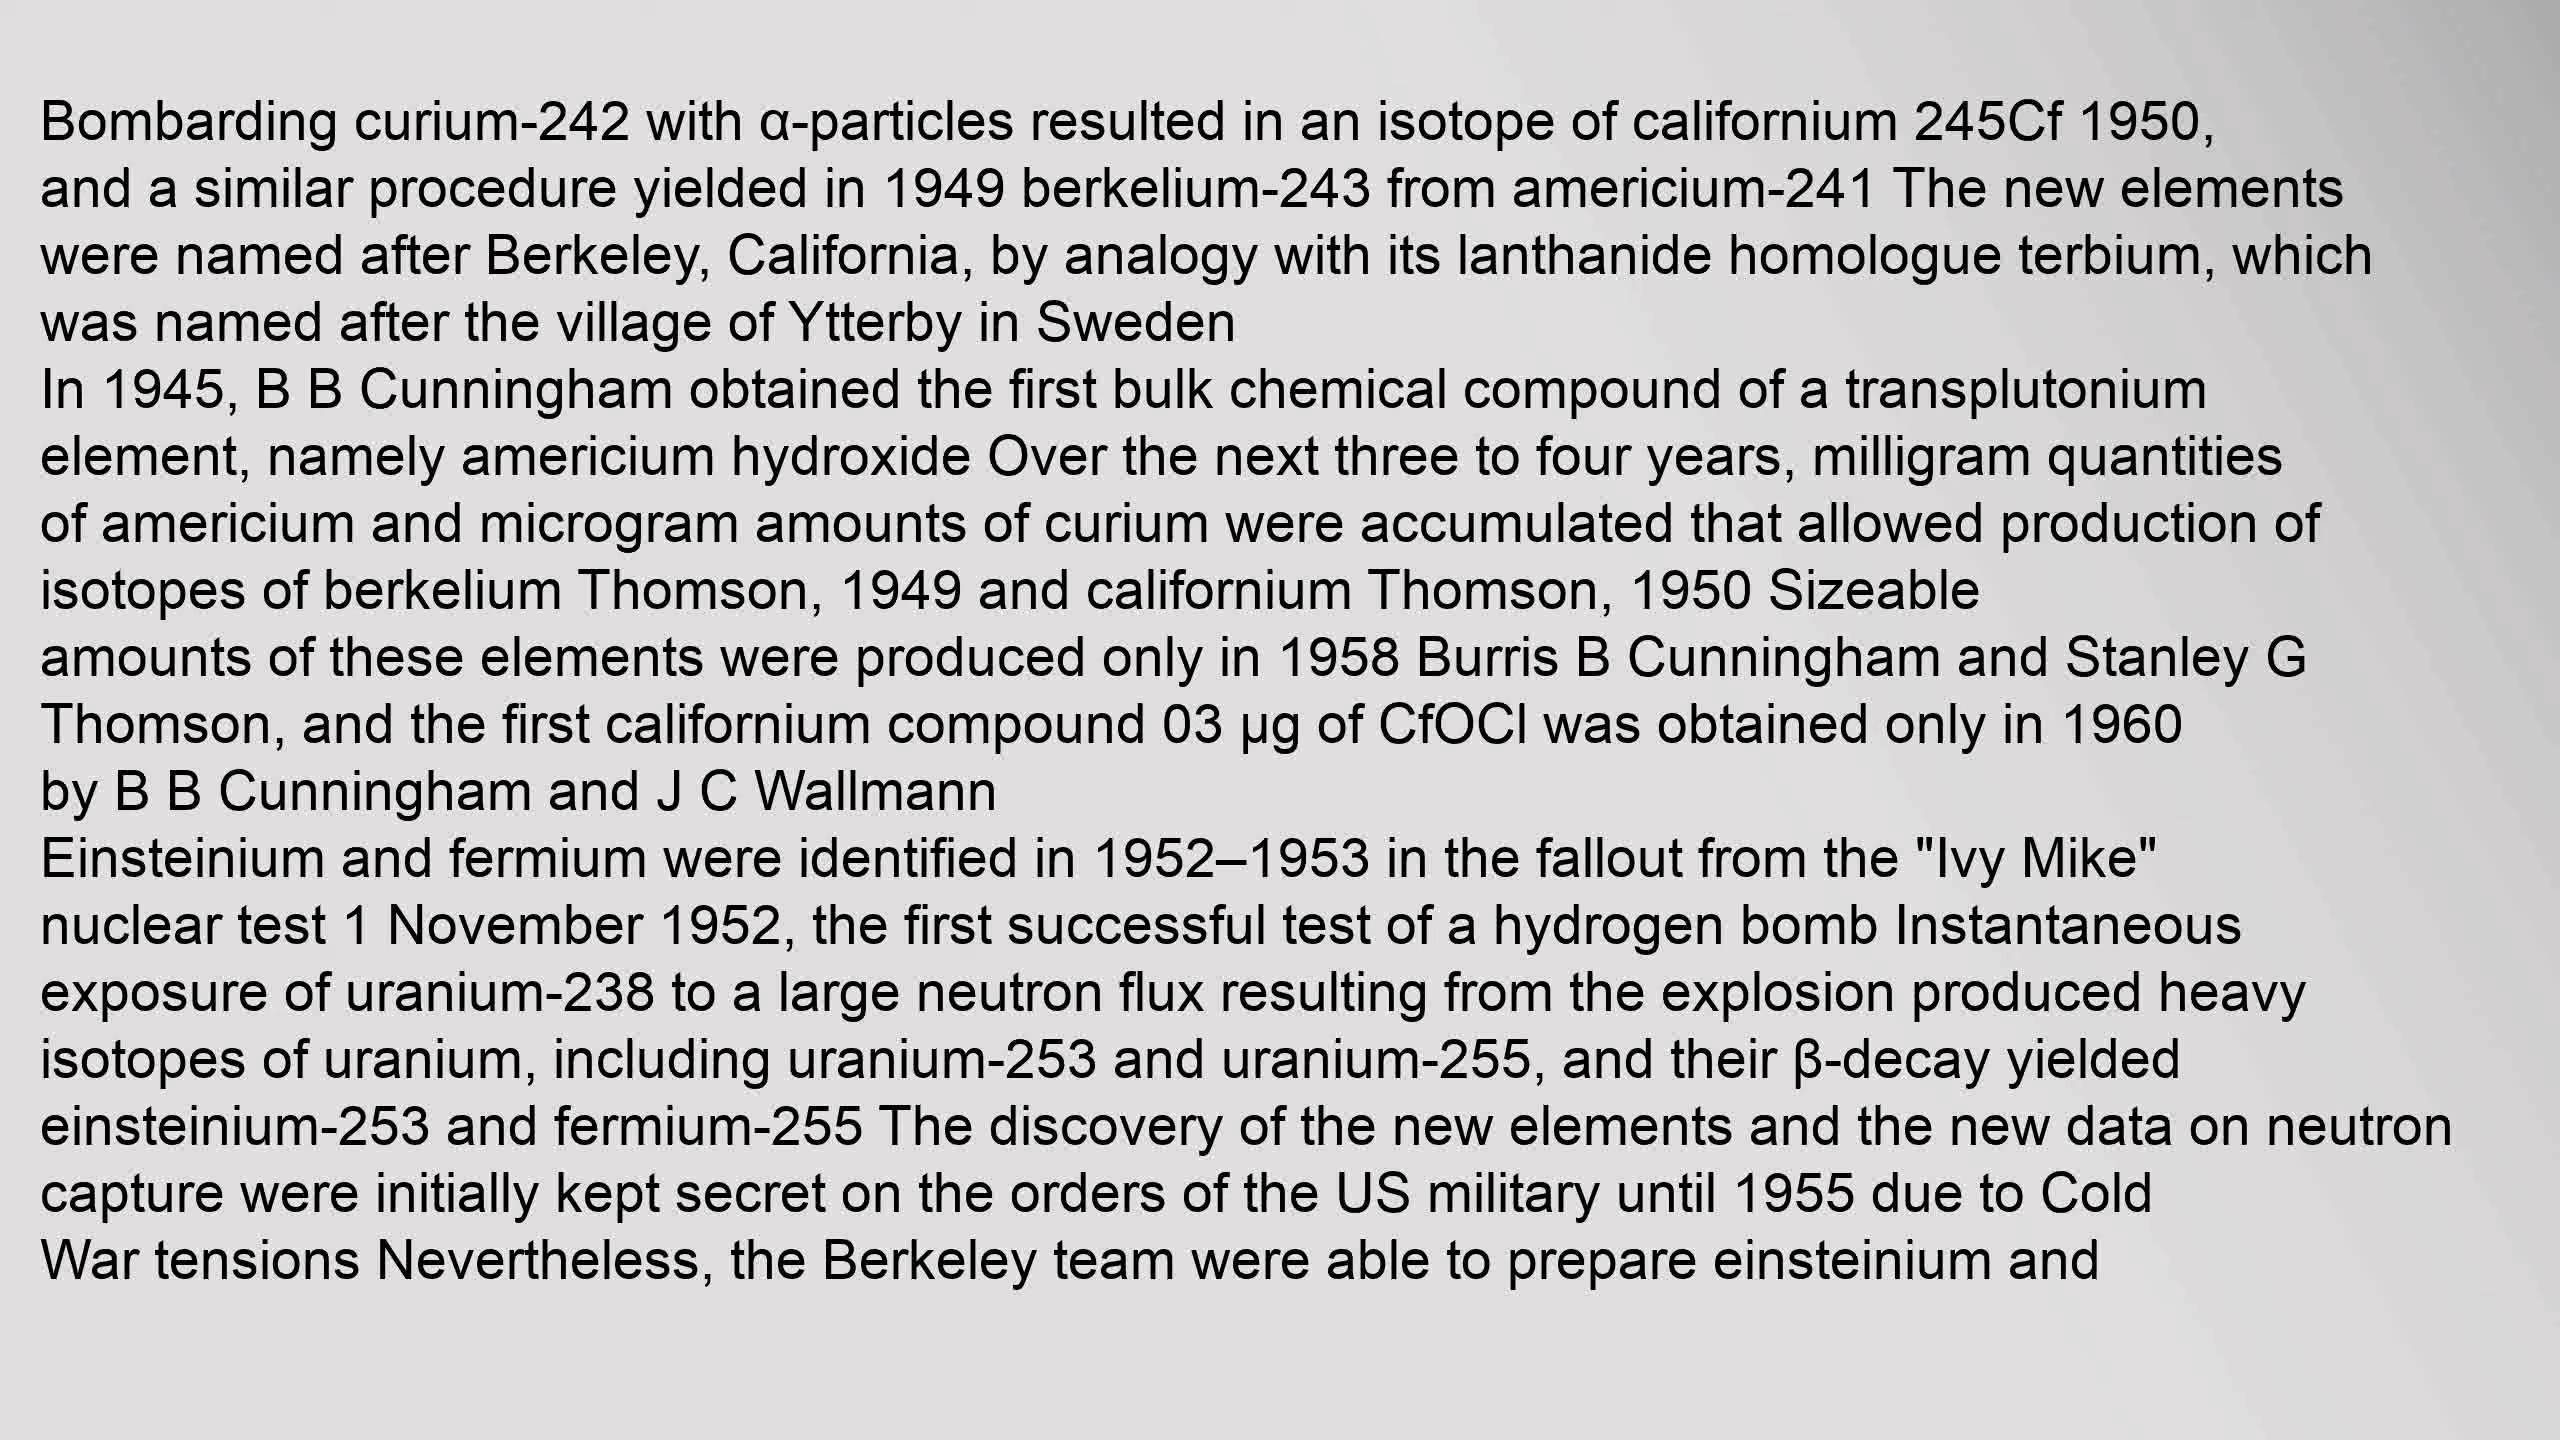 Bombarding curium-242 with α-particles resulted in an isotope of californium 245Cf 1950,
and a similar procedure yielded in 1949 berkelium-243 from americium-241 The new elements
were named after Berkeley, California, by analogy with its lanthanide homologue terbium, which
was named after the village of Ytterby in Sweden
In 1945, B B Cunningham obtained the first bulk chemical compound of a transplutonium
element, namely americium hydroxide Over the next three to four years, milligram quantities
of americium and microgram amounts of curium were accumulated that allowed production of
isotopes of berkelium Thomson, 1949 and californium Thomson, 1950 Sizeable
amounts of these elements were produced only in 1958 Burris B Cunningham and Stanley G
Thomson, and the first californium compound 03 µg of CfOCl was obtained only in 1960
by B B Cunningham and J C Wallmann
Einsteinium and fermium were identified in 1952–1953 in the fallout from the "Ivy Mike"
nuclear test 1 November 1952, the first successful test of a hydrogen bomb Instantaneous
exposure of uranium-238 to a large neutron flux resulting from the explosion produced heavy
isotopes of uranium, including uranium-253 and uranium-255, and their β-decay yielded
einsteinium-253 and fermium-255 The discovery of the new elements and the new data on neutron
capture were initially kept secret on the orders of the US military until 1955 due to Cold
War tensions Nevertheless, the Berkeley team were able to prepare einsteinium and